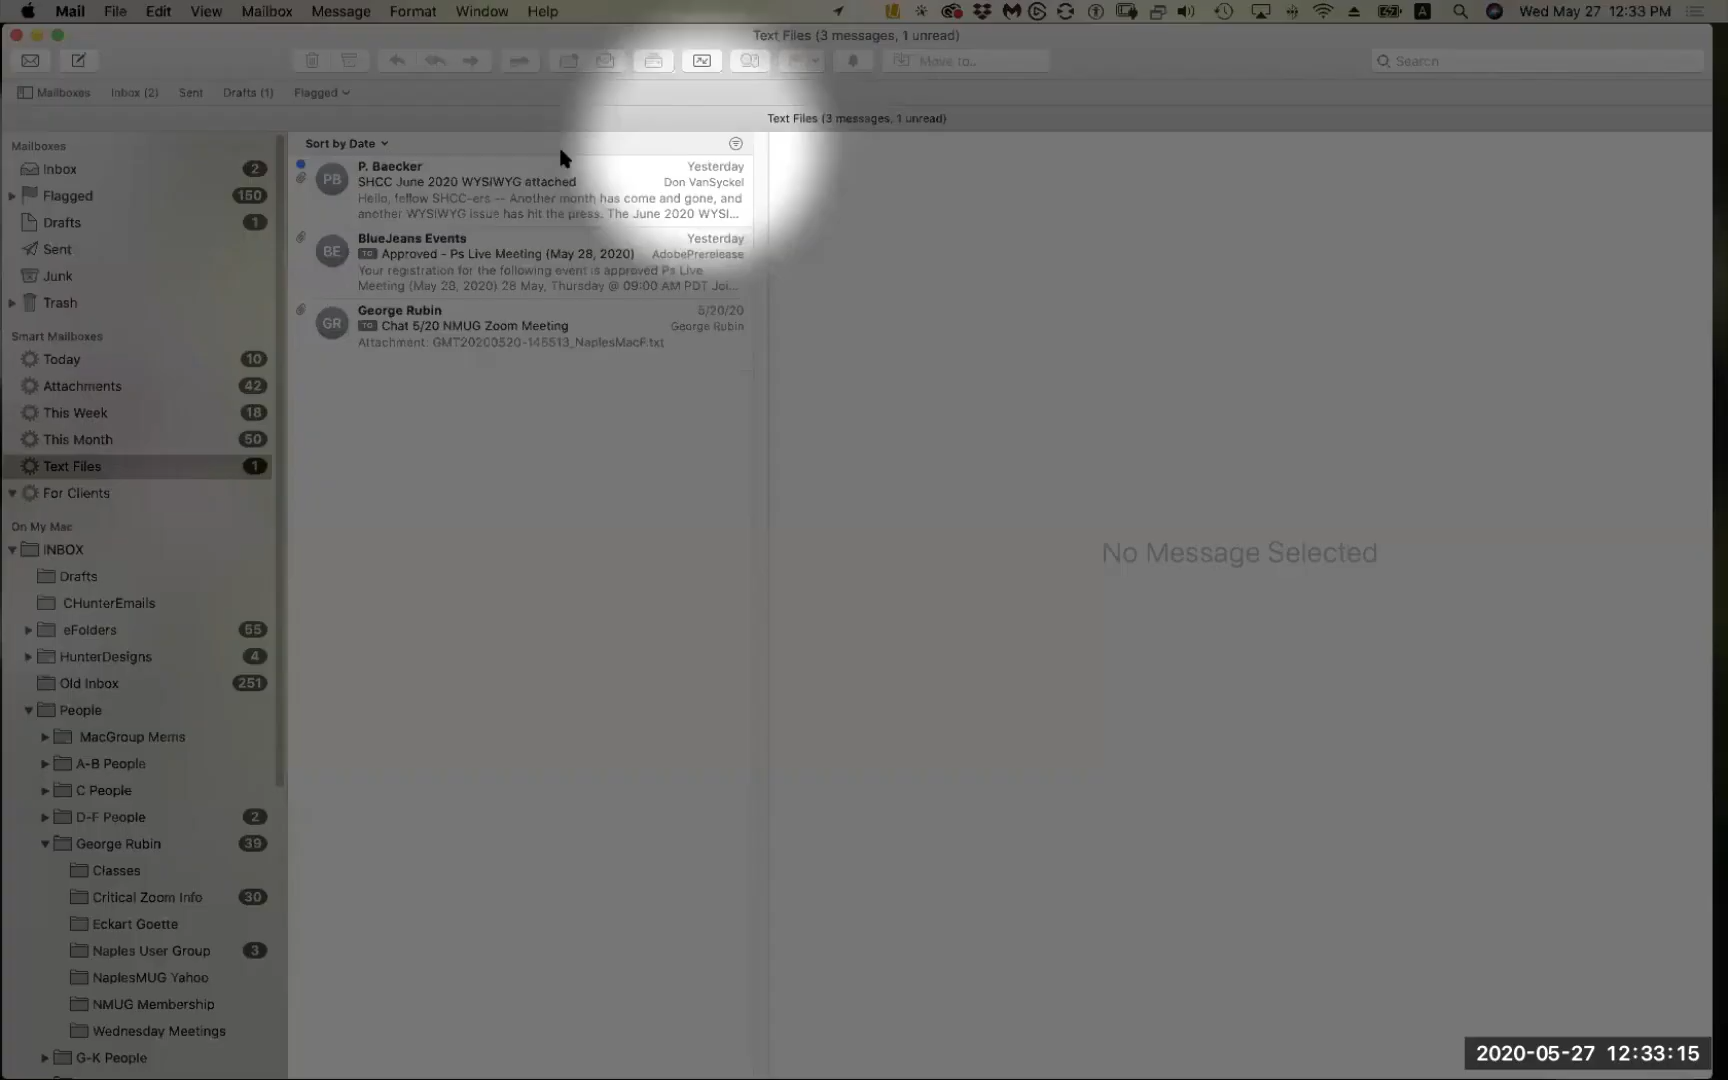 Mail File Edit View Mailbox Message Format Window Help
A
Wed May 27 12:33 PM
Text Files (3 messages, 1 unread)
Move to...
Search
Mailboxes Inbox (2) Sent Drafts (1) Flagged
Text Files (3 messages, 1 unread)
Mailboxes
Inbox 2
Flagged 150
Drafts 1
Sent
Junk
Trash
Smart Mailboxes
Today 10
Attachments 42
This Week 18
This Month 50
Text Files 1
For Clients
On My Mac
INBOX
Drafts
CHunterEmails
eFolders 65
HunterDesigns 4
Old Inbox 251
People
MacGroup Mems
A-B People
C People
D-F People 2
George Rubin 39
Classes
Critical Zoom Info 30
Eckart Goette
Naples User Group 3
NaplesMUG Yahoo
NMUG Membership
Wednesday Meetings
G-K People
Sort by Date
PB
P. Baecker Yesterday
SHCC June 2020 WYSIWYG attached Don VanSyckel
Hello, fellow SHCC-ers -- Another month has come and gone, and
another WYSIWYG issue has hit the press. The June 2020 WYSI...
BE
BlueJeans Events Yesterday
TO Approved - Ps Live Meeting (May 28, 2020) AdobePrerelease
Your registration for the following event is approved Ps Live
Meeting (May 28, 2020) 28 May, Thursday @ 09:00 AM PDT Joi...
GR
George Rubin 5/20/20
TO Chat 5/20 NMUG Zoom Meeting George Rubin
Attachment: GMT20200520-145513_NaplesMacF.txt
No Message Selected
2020-05-27 12:33:15